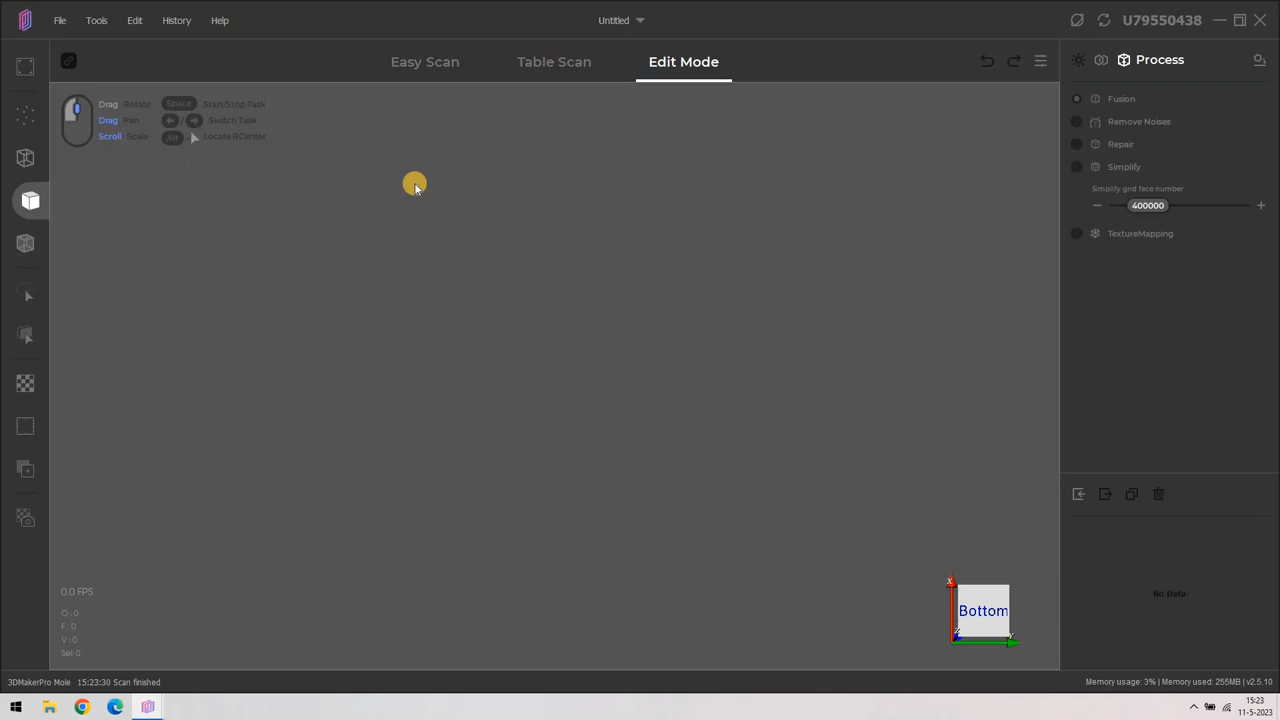 File Tools Edit History Help Untitled U79550438
Easy Scan Table Scan Edit Mode Process
Drag Rotate Space Start/Stop Task
Drag Pan / Switch Task
Scroll Scale Alt + Locate RCenter
Fusion
Remove Noises
Repair
Simplify
Simplify grid face number
400000
TextureMapping
No Data
0.0 FPS
O : 0
F : 0
V : 0
Sel: 0
X
Bottom
Z Y
3DMakerPro Mole 15:23:30 Scan finished Memory usage: 3% | Memory used: 255MB | v2.5.10
15:23
11-5-2023